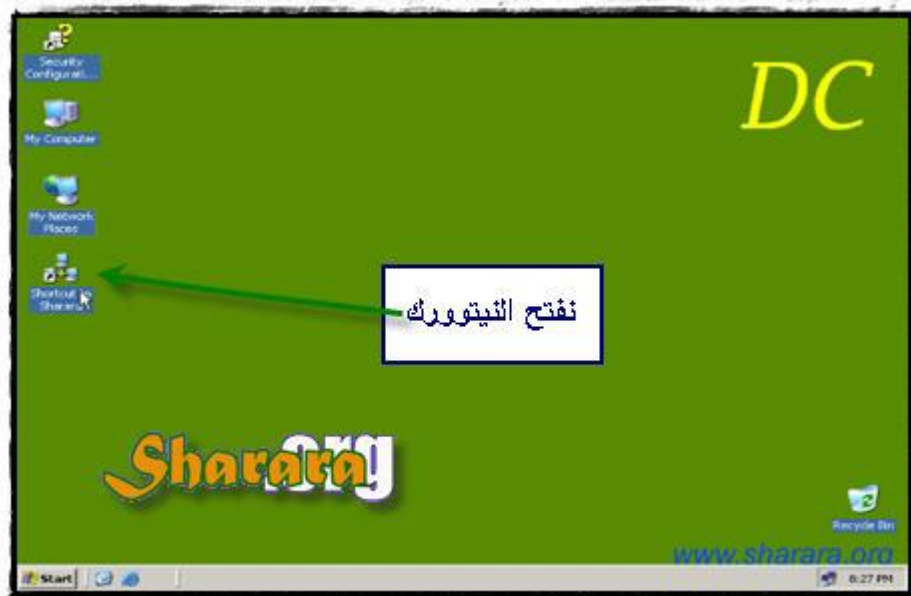 Security
Configurati...
My Computer
My Network
Places
Shortcut to
Sharara
DC
نفتح النيتوورك
Sharara.org
Recycle Bin
www.sharara.org
Start
6:27 PM